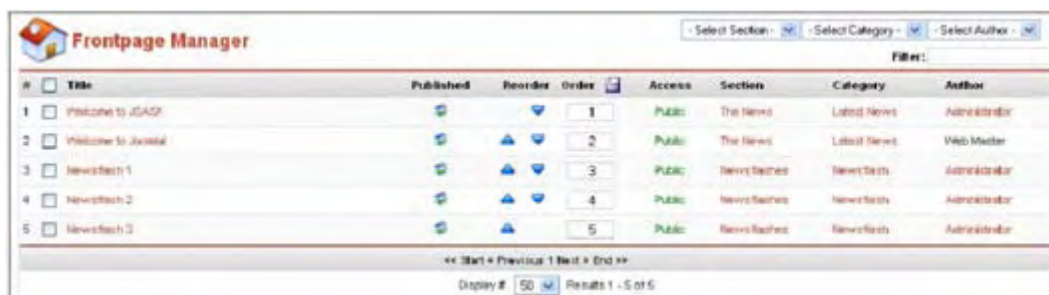 - Select Section - - Select Category - - Select Author -
Frontpage Manager
Filter:
# Title Published Reorder Order Access Section Category Author
1 Welcome to 1 Public The News Latest News Administrator
2 Welcome to Joomla! 2 Public The News Latest News Web Master
3 Newsflash 1 3 Public Newsflashes Newsflash Administrator
4 Newsflash 2 4 Public Newsflashes Newsflash Administrator
5 Newsflash 3 5 Public Newsflashes Newsflash Administrator
<< Start < Previous 1 Next > End >>
Display # 50 Results 1 - 5 of 5